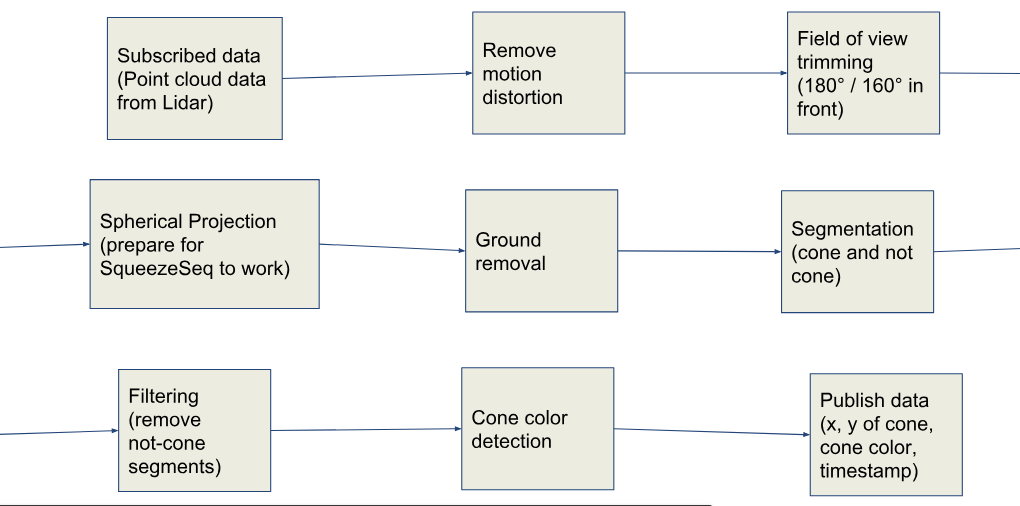 Subscribed data
(Point cloud data
from Lidar)
Remove
motion
distortion
Field of view
trimming
(180° / 160° in
front)
Spherical Projection
(prepare for
SqueezeSeq to work)
Ground
removal
Segmentation
(cone and not
cone)
Filtering
(remove
not-cone
segments)
Cone color
detection
Publish data
(x, y of cone,
cone color,
timestamp)